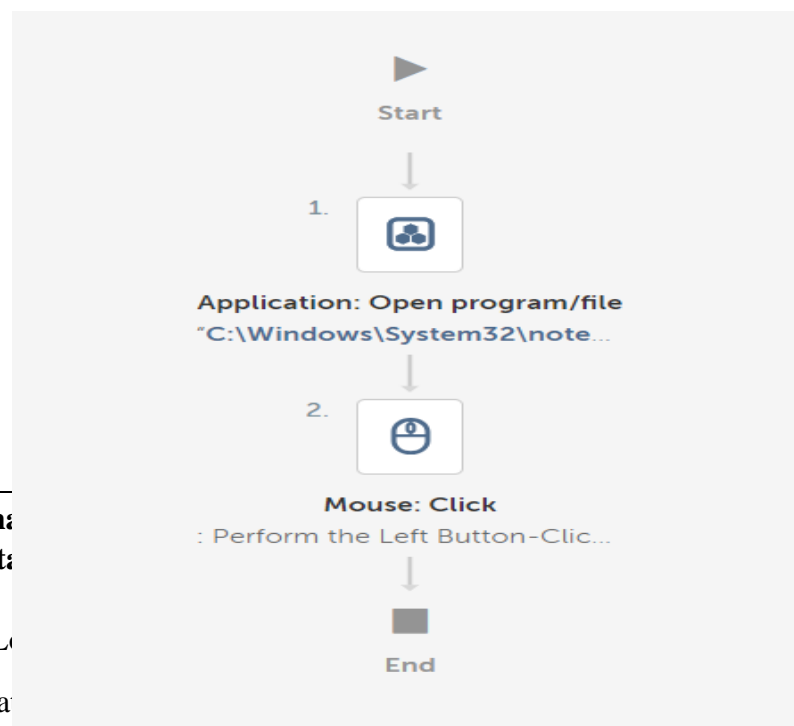 Start
1.
Application: Open program/file
"C:\Windows\System32\note...
2.
Mouse: Click
: Perform the Left Button-Clic...
End